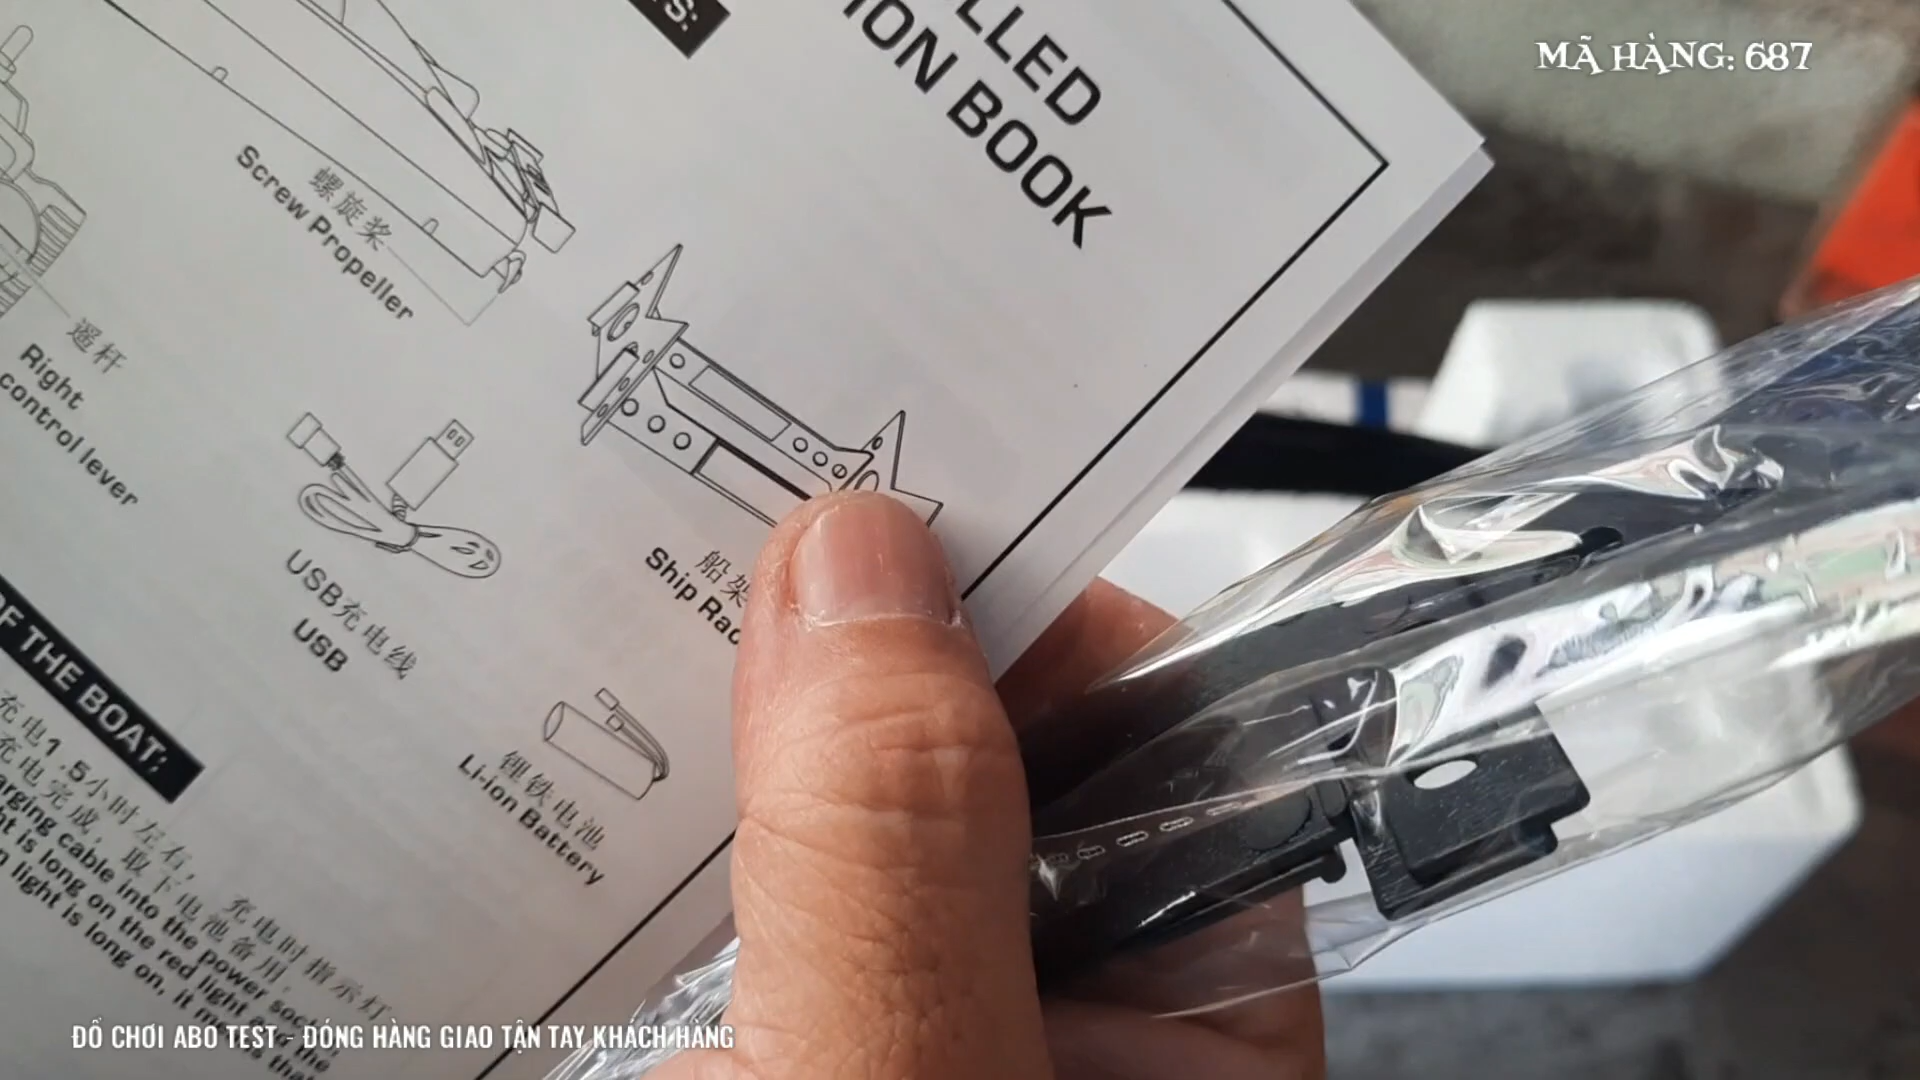 MÃ HÀNG: 687
LLED
ION BOOK
螺旋桨
Screw Propeller
遥杆
Right
control lever
船架
Ship
USB充电线
USB
锂铁电池
Li-ion Battery
OF THE BOAT:
充电1.5小时左右, 充电时指示灯
充电完成, 取下电池备用.
cable into the power
is long on the red light
light is long on, it
ĐỒ CHƠI ABO TEST - ĐÓNG HÀNG GIAO TẬN TAY KHÁCH HÀNG